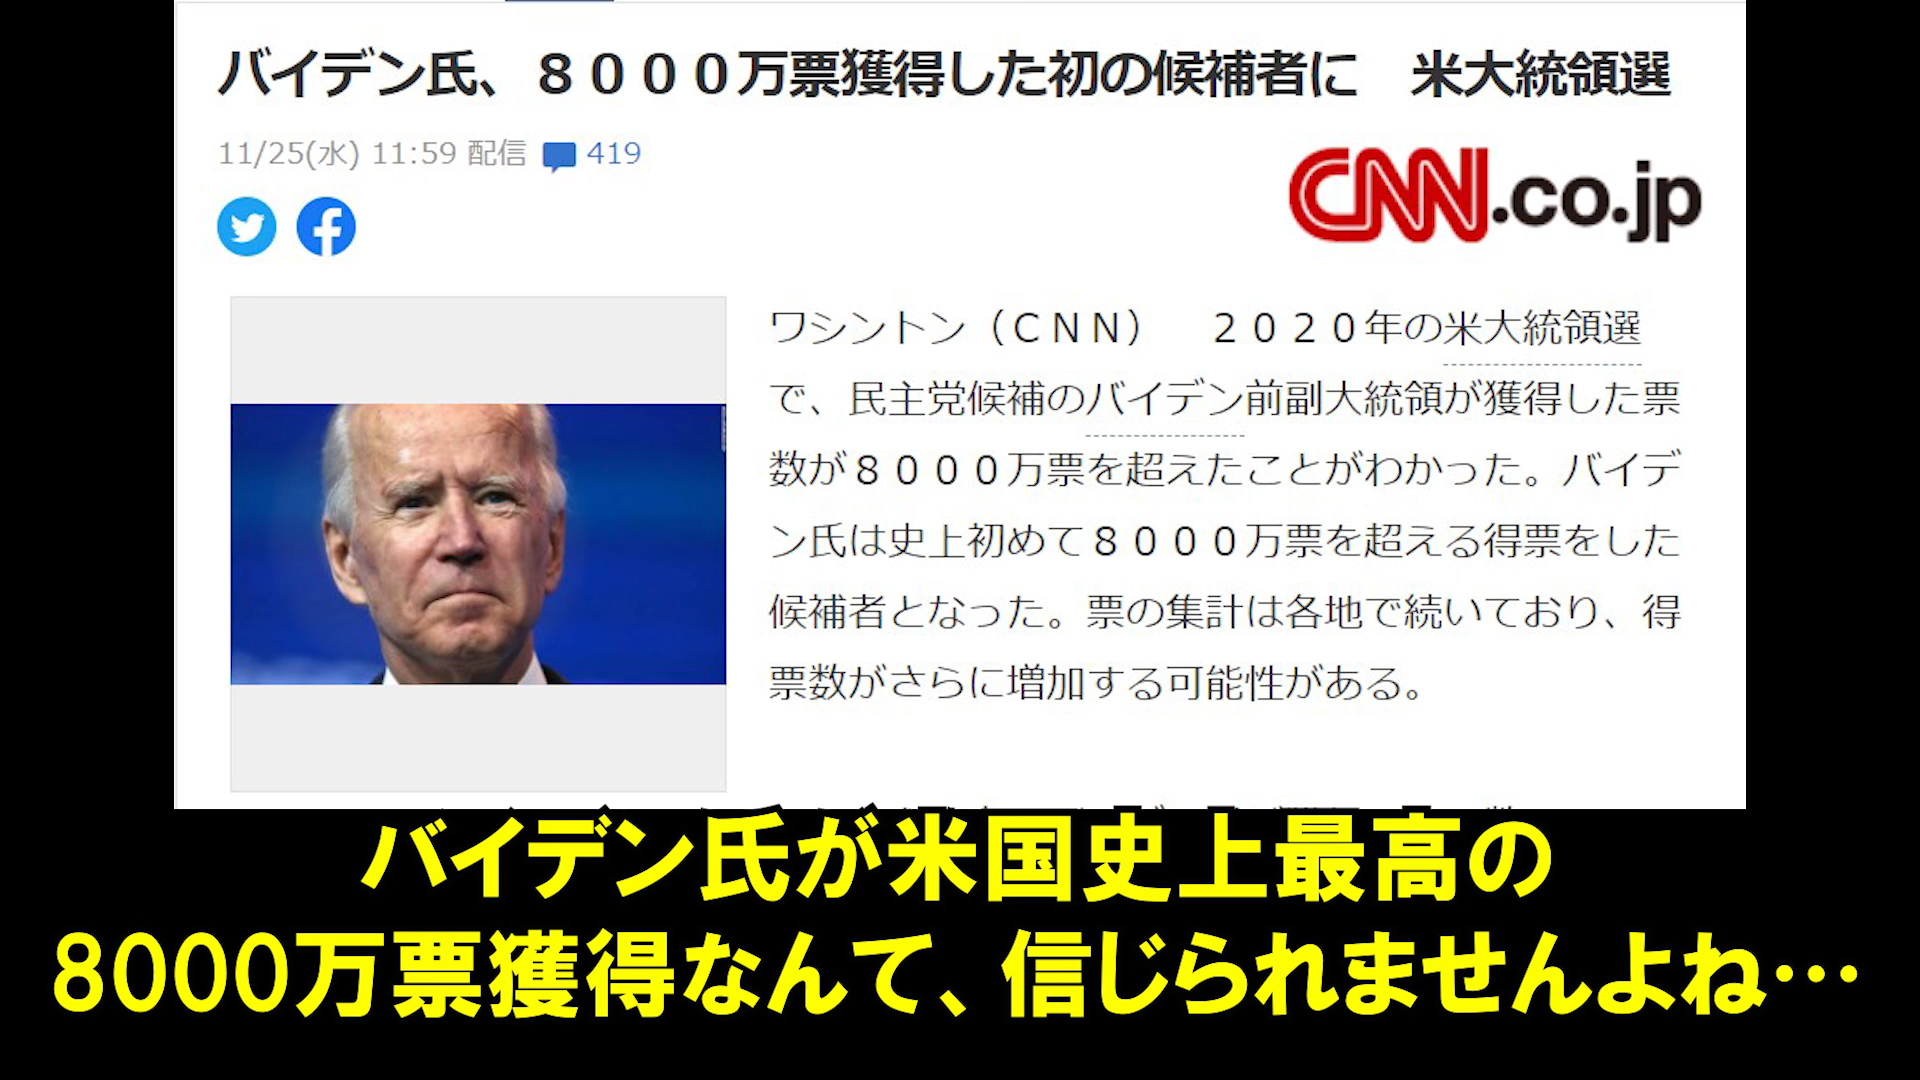 バイデン氏、８０００万票獲得した初の候補者に　米大統領選
11/25(水) 11:59 配信 419
CNN.co.jp
ワシントン（ＣＮＮ）　２０２０年の米大統領選
で、民主党候補のバイデン前副大統領が獲得した票
数が８０００万票を超えたことがわかった。バイデ
ン氏は史上初めて８０００万票を超える得票をした
候補者となった。票の集計は各地で続いており、得
票数がさらに増加する可能性がある。
バイデン氏が米国史上最高の
8000万票獲得なんて、信じられませんよね…